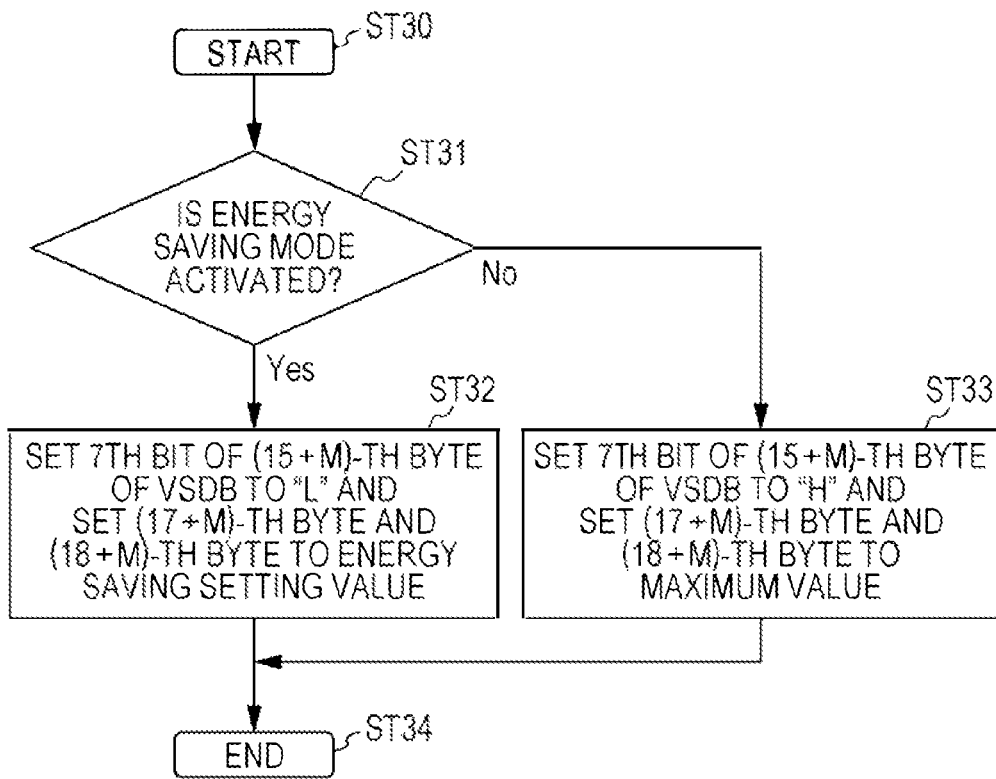 START
ST30
ST31
IS ENERGY
SAVING MODE
ACTIVATED?
No
Yes
ST32
SET 7TH BIT OF (15+M)-TH BYTE
OF VSDB TO “L” AND
SET (17+M)-TH BYTE AND
(18+M)-TH BYTE TO ENERGY
SAVING SETTING VALUE
ST33
SET 7TH BIT OF (15+M)-TH BYTE
OF VSDB TO “H” AND
SET (17+M)-TH BYTE AND
(18+M)-TH BYTE TO
MAXIMUM VALUE
END
ST34